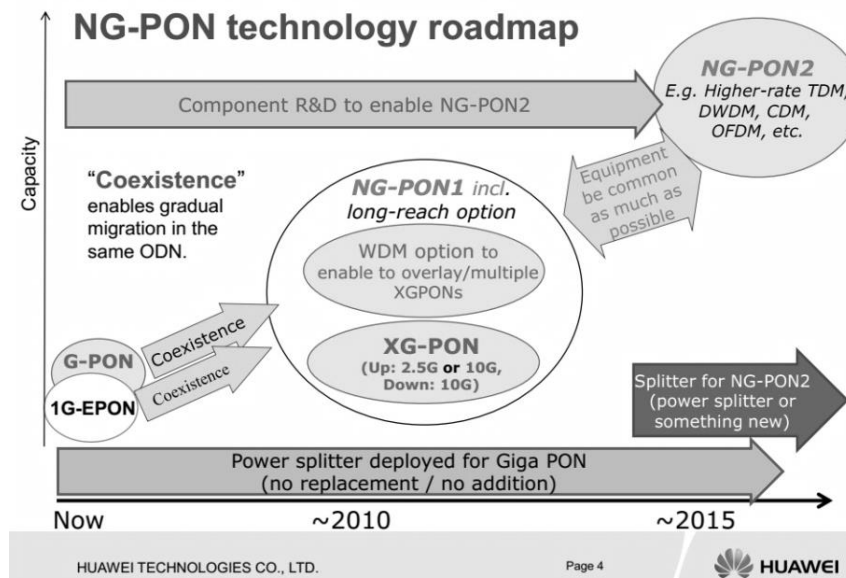 NG-PON technology roadmap
Capacity
Component R&D to enable NG-PON2
NG-PON2
E.g. Higher-rate TDM,
DWDM, CDM,
OFDM, etc.
"Coexistence"
enables gradual
migration in the
same ODN.
NG-PON1 incl.
long-reach option
Equipment
be common
as much as
possible
WDM option to
enable to overlay/multiple
XGPONs
G-PON
Coexistence
1G-EPON
Coexistence
XG-PON
(Up: 2.5G or 10G,
Down: 10G)
Splitter for NG-PON2
(power splitter or
something new)
Power splitter deployed for Giga PON
(no replacement / no addition)
Now
~2010
~2015
HUAWEI TECHNOLOGIES CO., LTD.
Page 4
HUAWEI